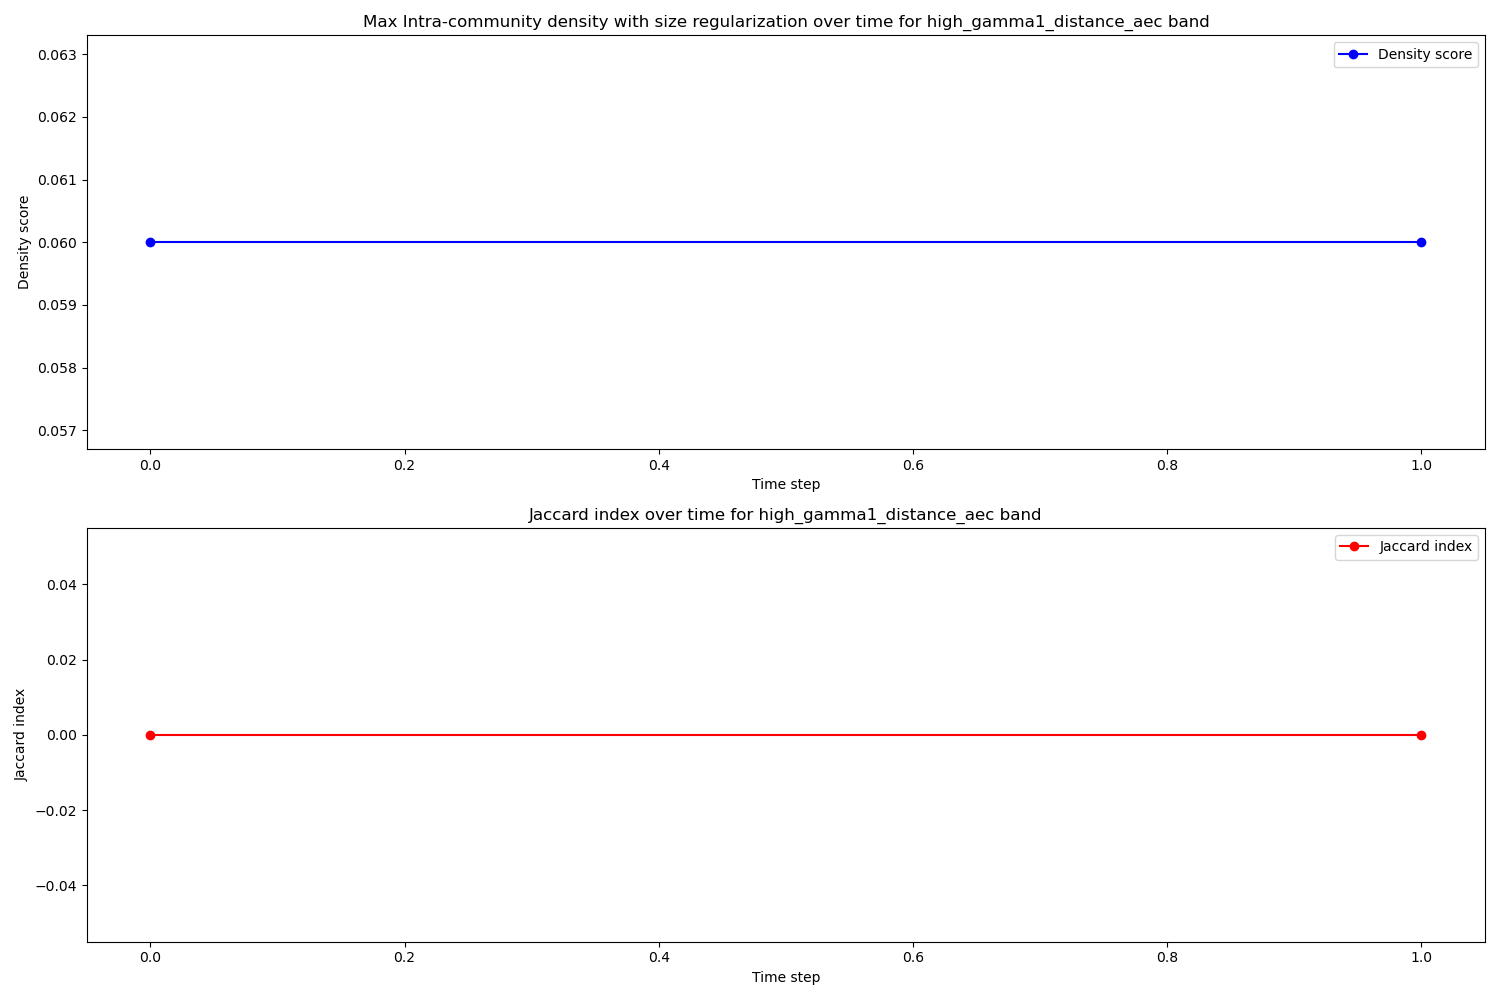 Max Intra-community density with size regularization over time for high_gamma1_distance_aec band
Density score
0.063
0.062
0.061
0.060
0.059
0.058
0.057
Density score
0.0 0.2 0.4 0.6 0.8 1.0
Time step
Jaccard index over time for high_gamma1_distance_aec band
Jaccard index
0.04
0.02
0.00
−0.02
−0.04
Jaccard index
0.0 0.2 0.4 0.6 0.8 1.0
Time step